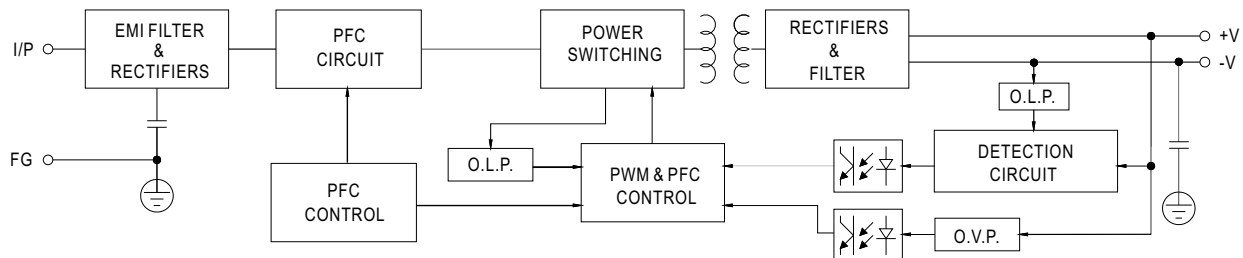 I/P
EMI FILTER
&
RECTIFIERS
PFC
CIRCUIT
POWER
SWITCHING
RECTIFIERS
&
FILTER
+V
-V
O.L.P.
FG
O.L.P.
DETECTION
CIRCUIT
PFC
CONTROL
PWM & PFC
CONTROL
O.V.P.